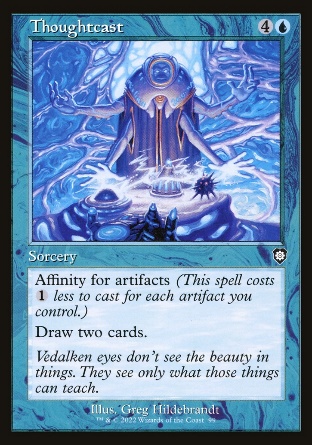 Thoughtcast 4
Sorcery
Affinity for artifacts (This spell costs
1 less to cast for each artifact you
control.)
Draw two cards.
Vedalken eyes don't see the beauty in
things. They see only what those things
can teach.
Illus. Greg Hildebrandt
™ & © 2022 Wizards of the Coast 99